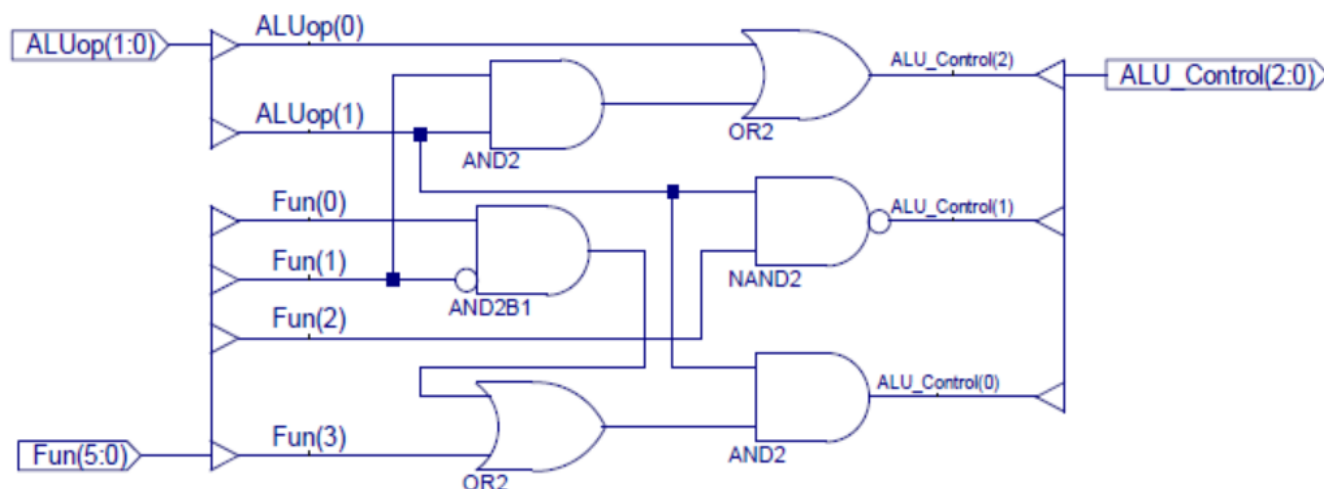 ALUop(1:0)
ALUop(0)
ALU_Control(2)
ALU_Control(2:0)
OR2
ALUop(1)
AND2
Fun(0)
ALU_Control(1)
Fun(1)
NAND2
AND2B1
Fun(2)
ALU_Control(0)
Fun(3)
AND2
Fun(5:0)
OR2